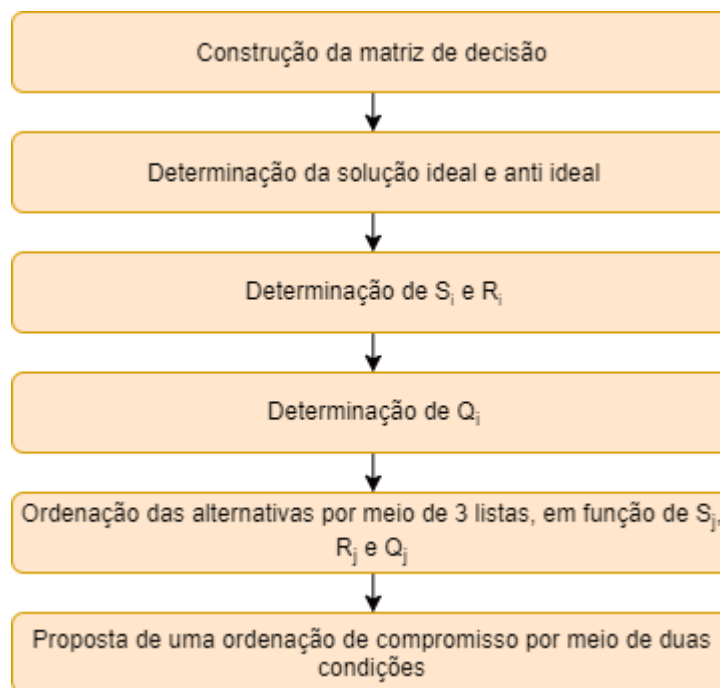 Construção da matriz de decisão
Determinação da solução ideal e anti ideal
Determinação de Sᵢ e Rᵢ
Determinação de Qᵢ
Ordenação das alternativas por meio de 3 listas, em função de Sⱼ,
Rⱼ e Qⱼ
Proposta de uma ordenação de compromisso por meio de duas
condições